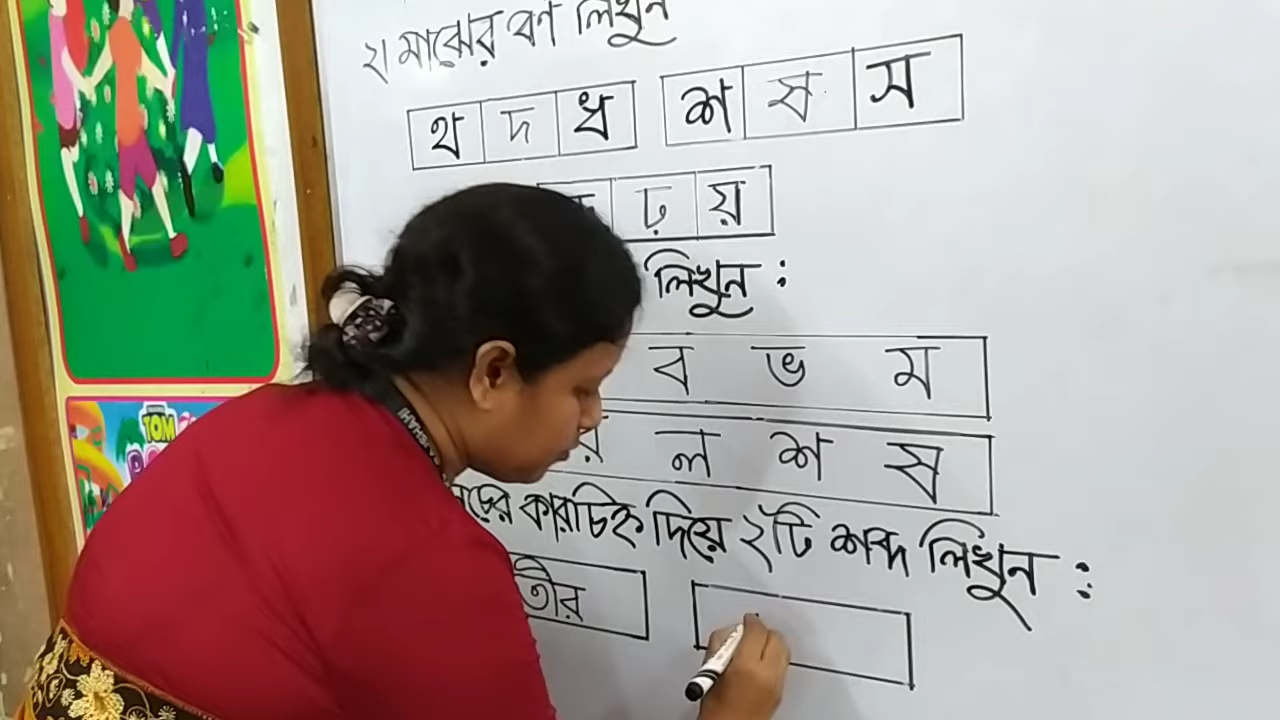 ২। মাঝের বর্ণ লিখুন
থ দ ধ শ ষ স
ঢ় য়
লিখুন :
ব ভ ম
র ল শ ষ
কারচিহ্ন দিয়ে ২টি শব্দ লিখুন :
তীর
TOM